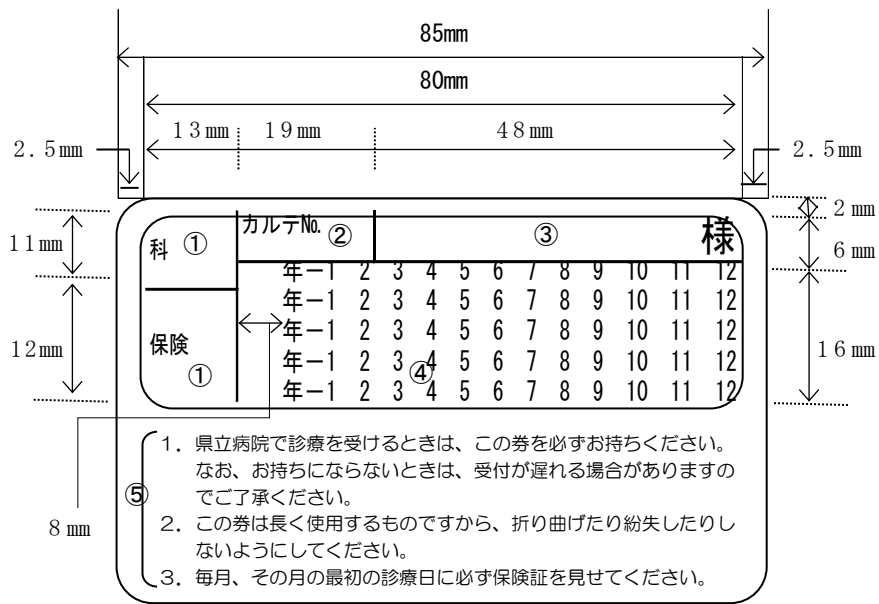 85mm
80mm
13mm 19mm 48mm
2.5mm 2.5mm
2mm
カルテ№ ② ③ 様
科 ①
11mm 6mm
年－1 2 3 4 5 6 7 8 9 10 11 12
年－1 2 3 4 5 6 7 8 9 10 11 12
年－1 2 3 4 5 6 7 8 9 10 11 12
保険
12mm 16mm
年－1 2 3 4 5 6 7 8 9 10 11 12
① ④
年－1 2 3 4 5 6 7 8 9 10 11 12
1．県立病院で診療を受けるときは、この券を必ずお持ちください。
なお、お持ちにならないときは、受付が遅れる場合がありますの
⑤
でご了承ください。
8mm
2．この券は長く使用するものですから、折り曲げたり紛失したりし
ないようにしてください。
3．毎月、その月の最初の診療日に必ず保険証を見せてください。